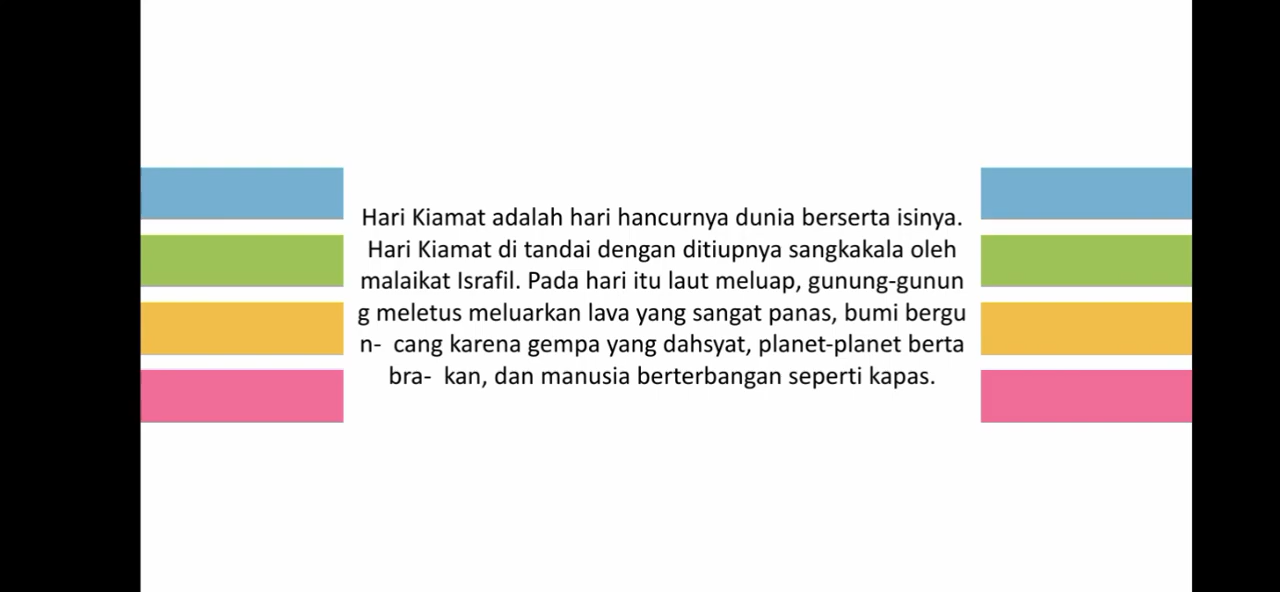 Hari Kiamat adalah hari hancurnya dunia berserta isinya.
Hari Kiamat di tandai dengan ditiupnya sangkakala oleh
malaikat Israfil. Pada hari itu laut meluap, gunung-gunun
g meletus meluarkan lava yang sangat panas, bumi bergu
n-  cang karena gempa yang dahsyat, planet-planet berta
bra-  kan, dan manusia berterbangan seperti kapas.